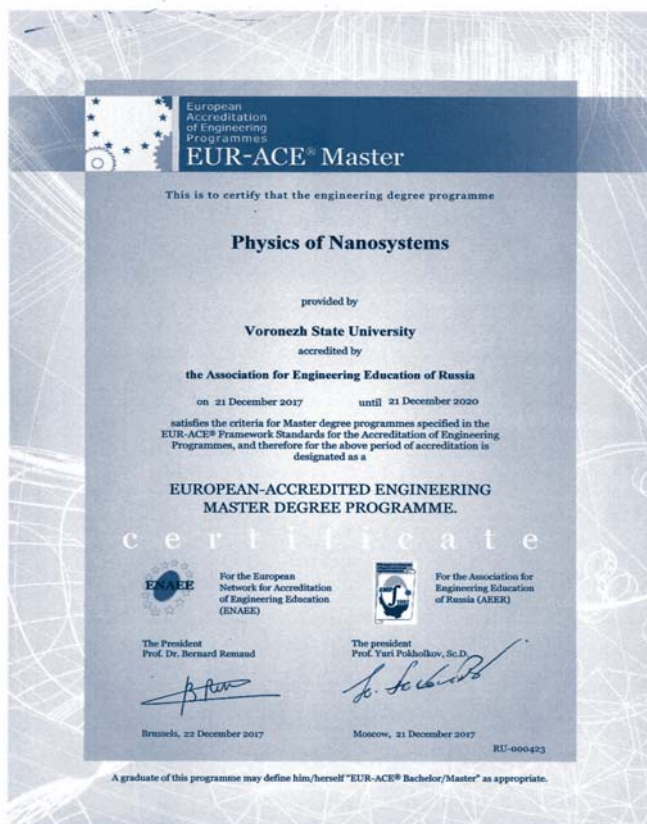 European
Accreditation
of Engineering
Programmes
EUR-ACE® Master
This is to certify that the engineering degree programme
Physics of Nanosystems
provided by
Voronezh State University
accredited by
the Association for Engineering Education of Russia
on 21 December 2017 until 21 December 2020
satisfies the criteria for Master degree programmes specified in the
EUR-ACE® Framework Standards for the Accreditation of Engineering
Programmes, and therefore for the above period of accreditation is
designated as a
EUROPEAN-ACCREDITED ENGINEERING
MASTER DEGREE PROGRAMME.
certificate
ENAEE
For the European
Network for Accreditation
of Engineering Education
(ENAEE)
For the Association for
Engineering Education
of Russia (AEER)
The President
Prof. Dr. Bernard Remaud
The president
Prof. Yuri Pokholkov, Sc.D.
Brussels, 22 December 2017
Moscow, 21 December 2017
RU-000423
A graduate of this programme may define him/herself "EUR-ACE® Bachelor/Master" as appropriate.